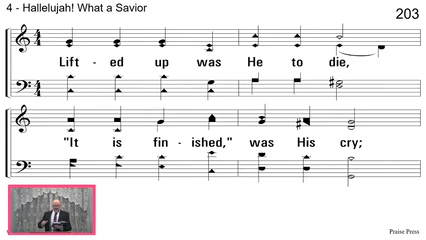 4 - Hallelujah! What a Savior
203
Lift - ed up was He to die,
"It is fin - ished," was His cry;
Praise Press